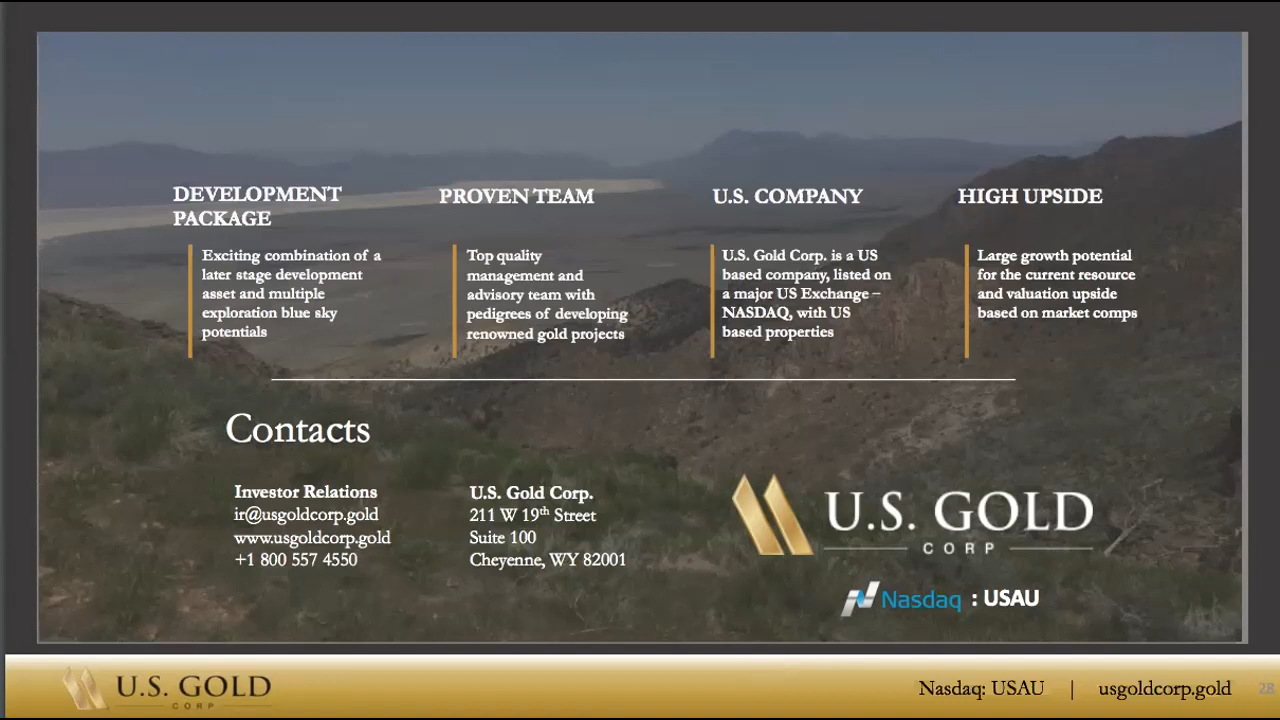 DEVELOPMENT
PACKAGE
Exciting combination of a
later stage development
asset and multiple
exploration blue sky
potentials
PROVEN TEAM
Top quality
management and
advisory team with
pedigrees of developing
renowned gold projects
U.S. COMPANY
U.S. Gold Corp. is a US
based company, listed on
a major US Exchange –
NASDAQ, with US
based properties
HIGH UPSIDE
Large growth potential
for the current resource
and valuation upside
based on market comps
Contacts
Investor Relations
ir@usgoldcorp.gold
www.usgoldcorp.gold
+1 800 557 4550
U.S. Gold Corp.
211 W 19th Street
Suite 100
Cheyenne, WY 82001
U.S. GOLD
CORP
Nasdaq : USAU
U.S. GOLD
CORP
Nasdaq: USAU | usgoldcorp.gold 28